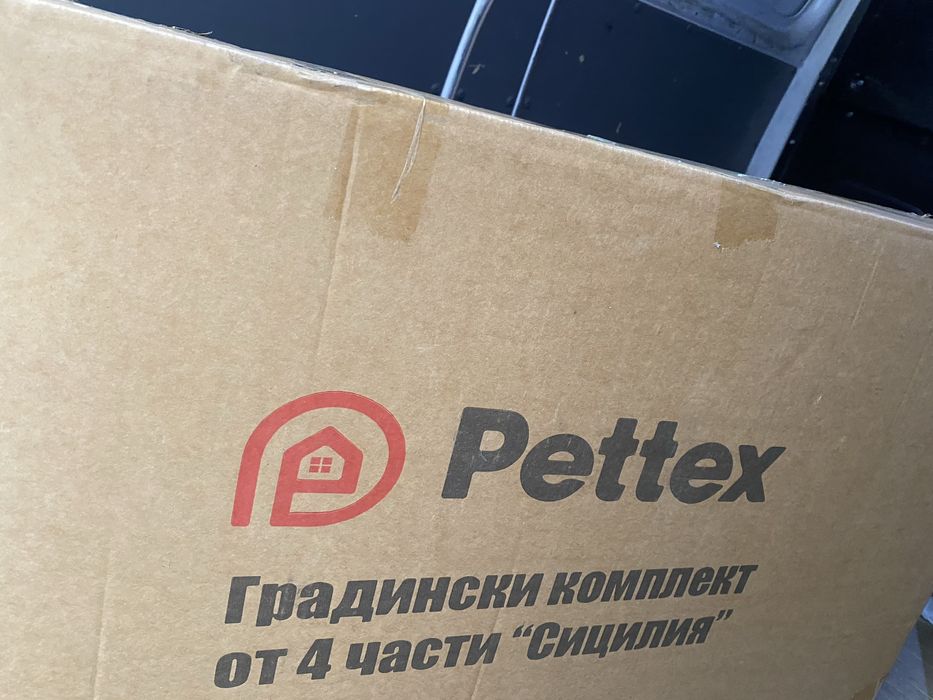 Pettex
Градински комплект
от 4 части “Сицилия”